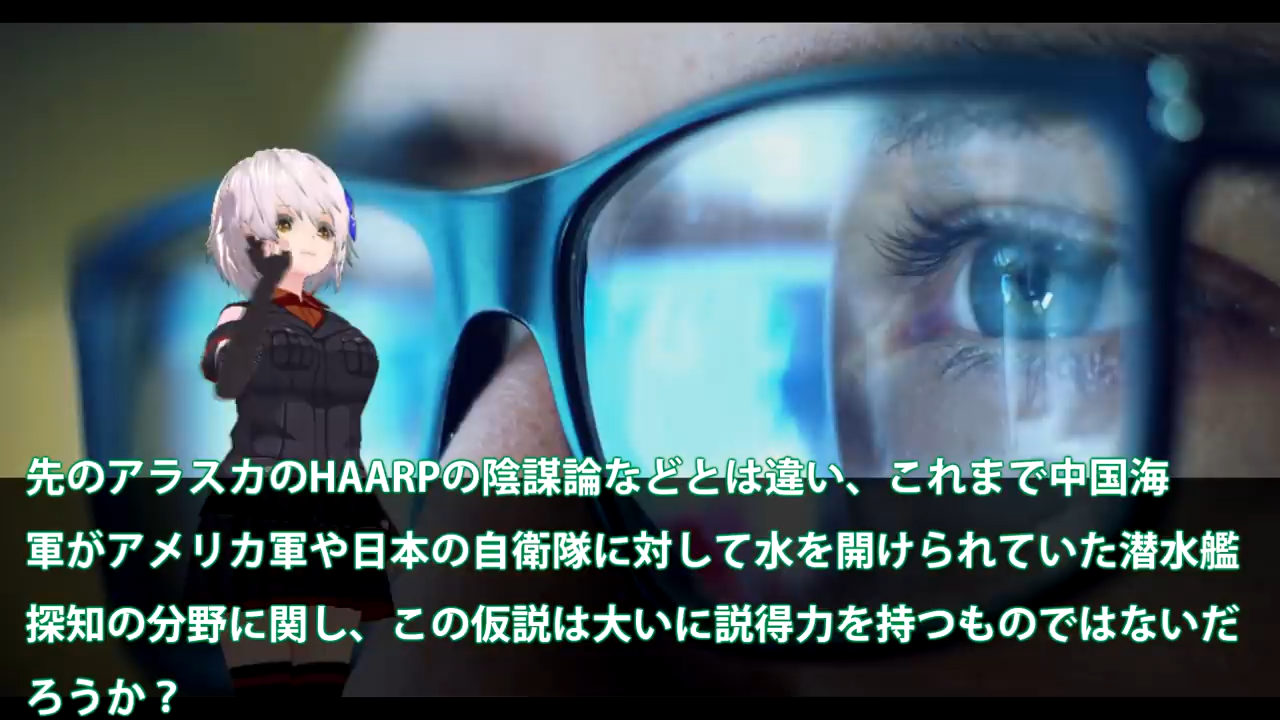 先のアラスカのHAARPの陰謀論などとは違い、これまで中国海
軍がアメリカ軍や日本の自衛隊に対して水を開けられていた潜水艦
探知の分野に関し、この仮説は大いに説得力を持つものではないだ
ろうか？